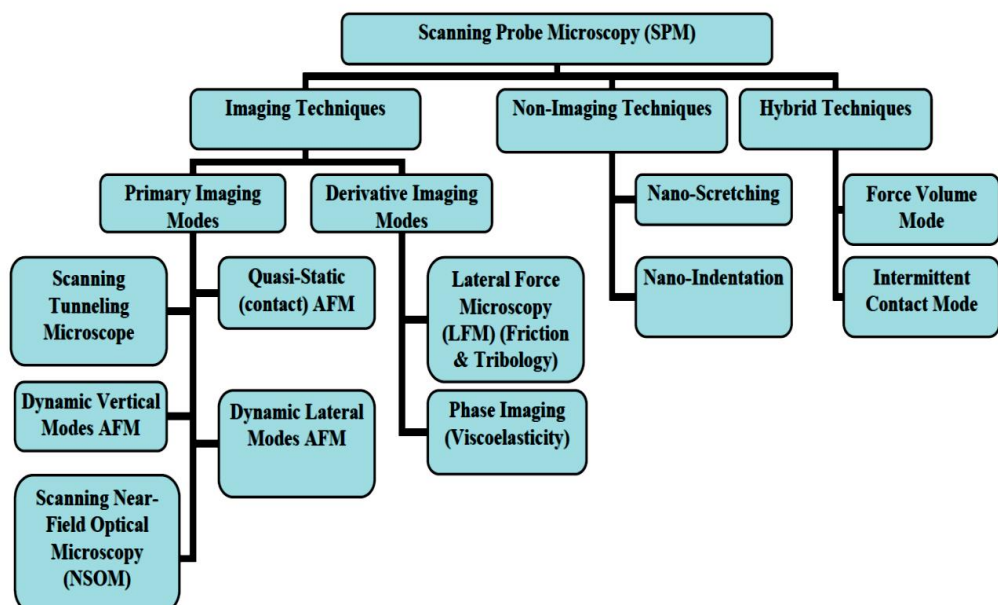 Scanning Probe Microscopy (SPM)
Imaging Techniques
Non-Imaging Techniques
Hybrid Techniques
Primary Imaging
Modes
Derivative Imaging
Modes
Nano-Scretching
Force Volume
Mode
Scanning
Tunneling
Microscope
Quasi-Static
(contact) AFM
Lateral Force
Microscopy
(LFM) (Friction
& Tribology)
Nano-Indentation
Intermittent
Contact Mode
Dynamic Vertical
Modes AFM
Dynamic Lateral
Modes AFM
Phase Imaging
(Viscoelasticity)
Scanning Near-
Field Optical
Microscopy
(NSOM)